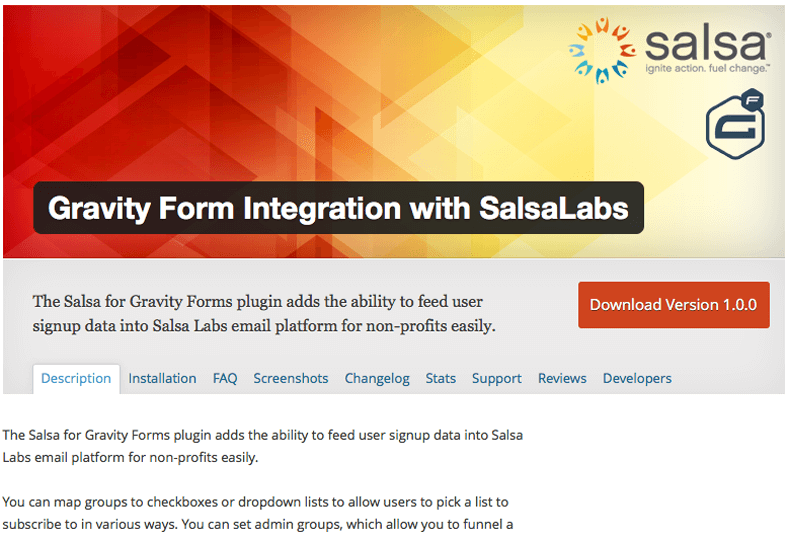 salsa®
ignite action. fuel change.™
G
F
Gravity Form Integration with SalsaLabs
The Salsa for Gravity Forms plugin adds the ability to feed user
signup data into Salsa Labs email platform for non-profits easily.
Download Version 1.0.0
Description Installation FAQ Screenshots Changelog Stats Support Reviews Developers
The Salsa for Gravity Forms plugin adds the ability to feed user signup data into Salsa
Labs email platform for non-profits easily.
You can map groups to checkboxes or dropdown lists to allow users to pick a list to
subscribe to in various ways. You can set admin groups, which allow you to funnel a